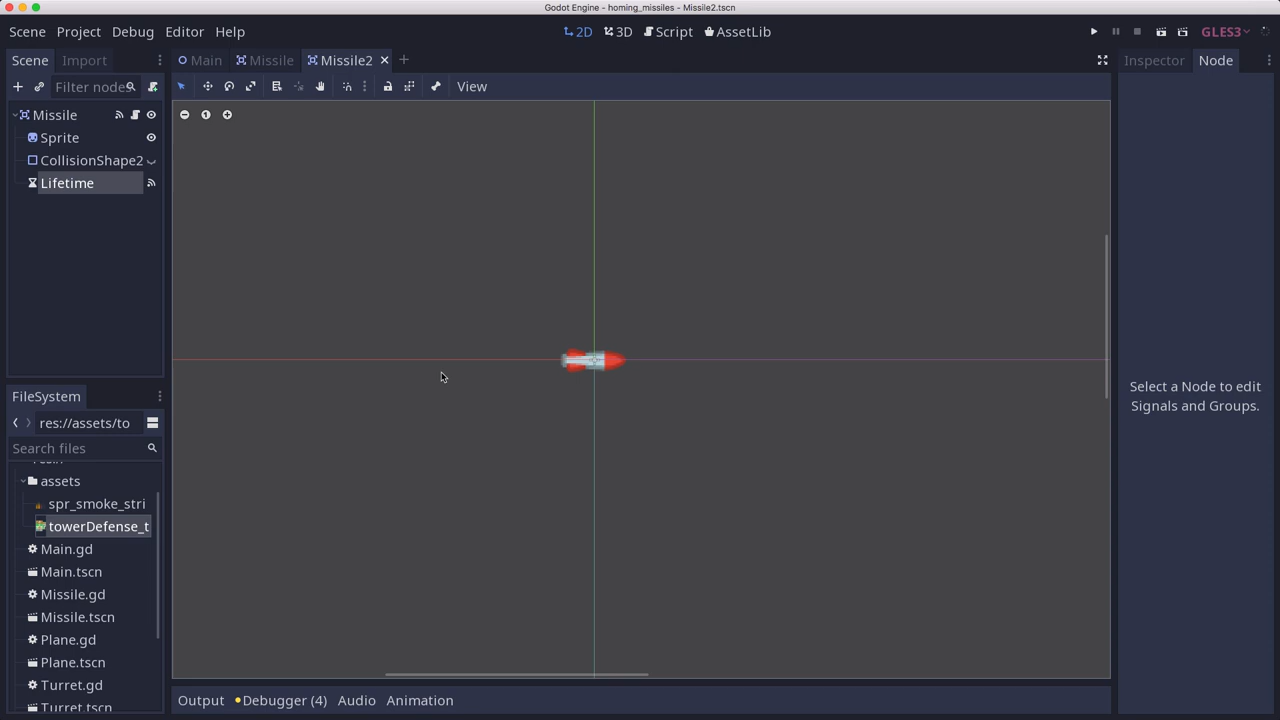 Godot Engine - homing_missiles - Missile2.tscn
Scene Project Debug Editor Help
2D 3D Script AssetLib
GLES3
Scene Import
Main Missile Missile2
Inspector Node
Filter nodes
View
Missile
Sprite
CollisionShape2
Lifetime
Select a Node to edit
Signals and Groups.
FileSystem
res://assets/to
Search files
assets
spr_smoke_stri
towerDefense_t
Main.gd
Main.tscn
Missile.gd
Missile.tscn
Plane.gd
Plane.tscn
Turret.gd
Turret.tscn
Output Debugger (4) Audio Animation